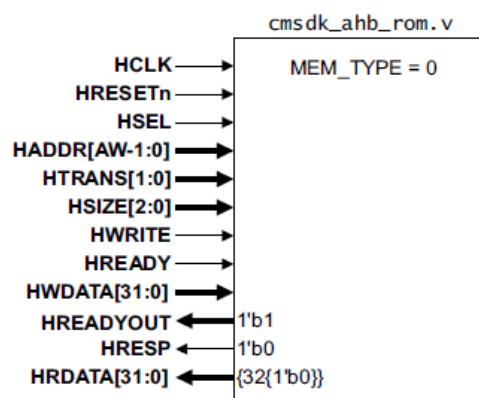 cmsdk_ahb_rom.v
MEM_TYPE = 0
HCLK
HRESETn
HSEL
HADDR[AW-1:0]
HTRANS[1:0]
HSIZE[2:0]
HWRITE
HREADY
HWDATA[31:0]
HREADYOUT 1'b1
HRESP 1'b0
HRDATA[31:0] {32{1'b0}}